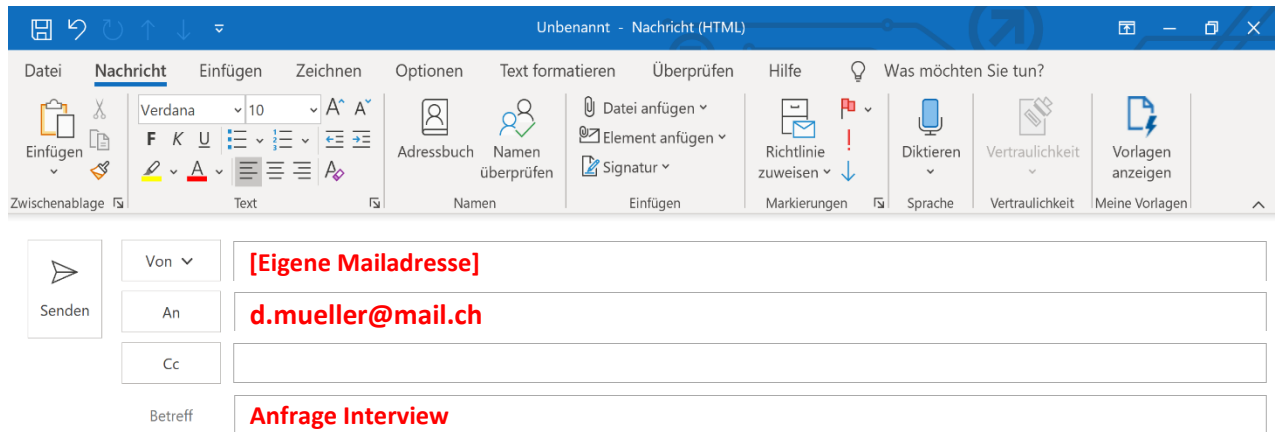 Unbenannt - Nachricht (HTML)
Datei Nachricht Einfügen Zeichnen Optionen Text formatieren Überprüfen Hilfe Was möchten Sie tun?
Einfügen
Verdana 10 A^ A˅
F K U
A
Adressbuch
Namen
überprüfen
Datei anfügen
Element anfügen
Signatur
Richtlinie
zuweisen
Diktieren
Vertraulichkeit
Vorlagen
anzeigen
Zwischenablage Text Namen Einfügen Markierungen Sprache Vertraulichkeit Meine Vorlagen
Senden
Von [Eigene Mailadresse]
An d.mueller@mail.ch
Cc
Betreff Anfrage Interview